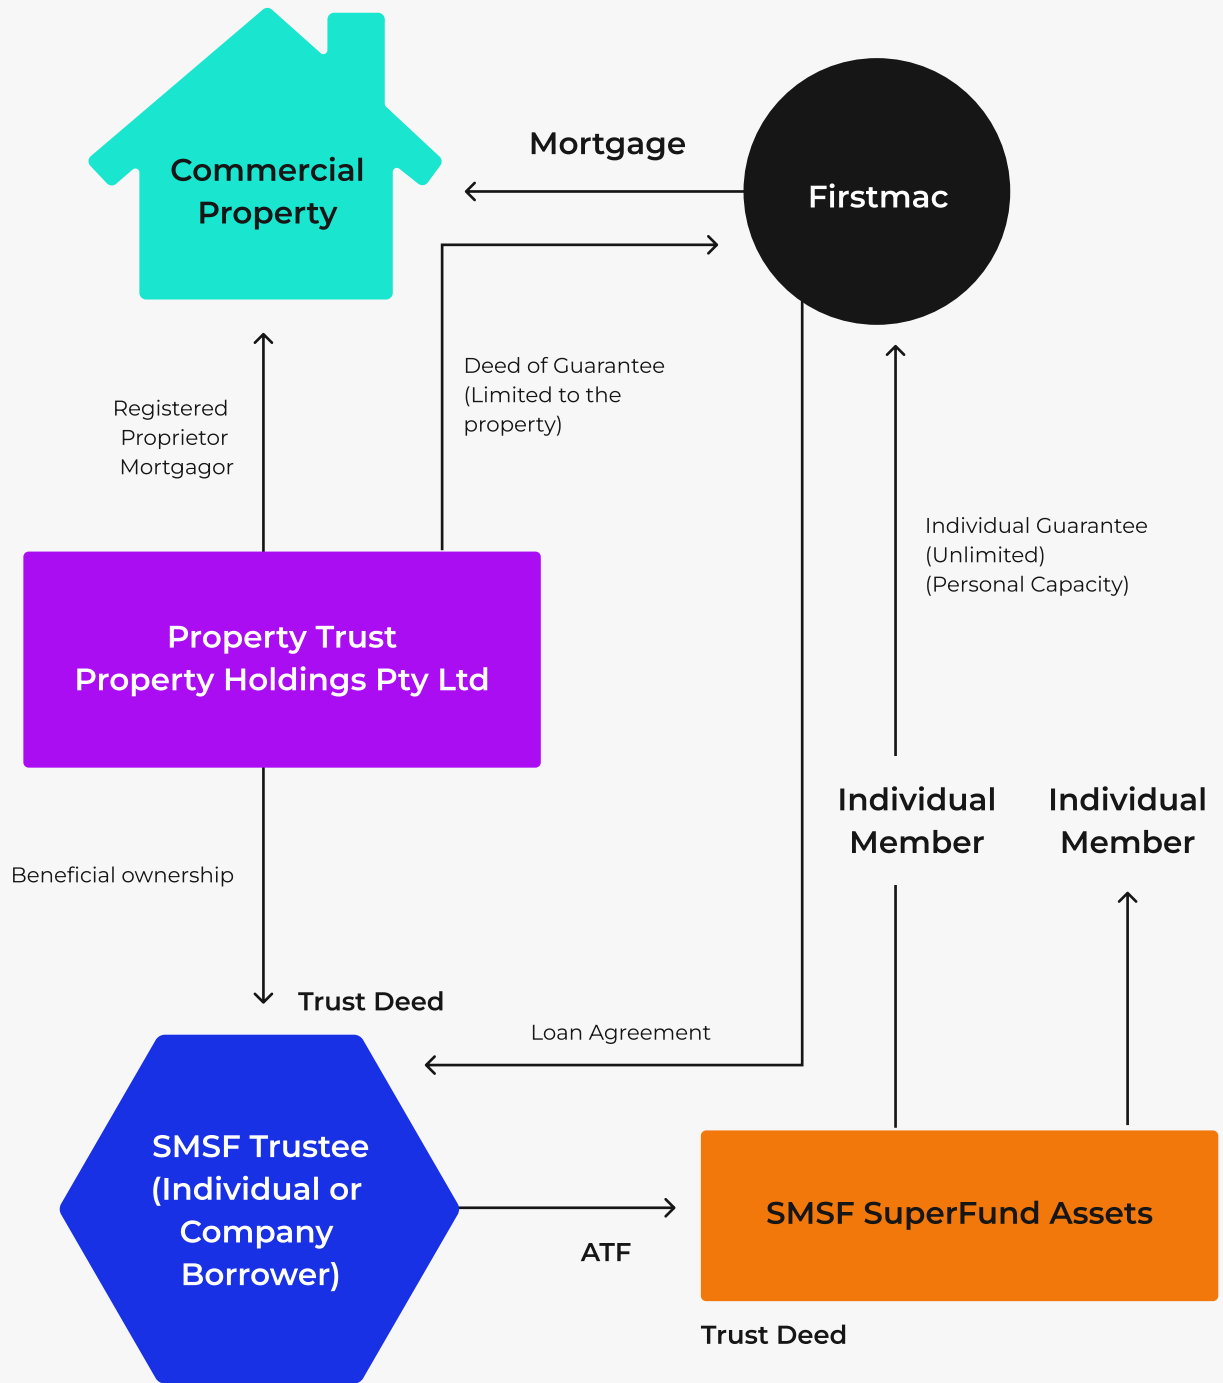 Commercial
Property
Mortgage
Firstmac
Deed of Guarantee
(Limited to the
property)
Registered
Proprietor
Mortgagor
Individual Guarantee
(Unlimited)
(Personal Capacity)
Property Trust
Property Holdings Pty Ltd
Individual
Member
Individual
Member
Beneficial ownership
Trust Deed
Loan Agreement
SMSF Trustee
(Individual or
Company
Borrower)
ATF
SMSF SuperFund Assets
Trust Deed